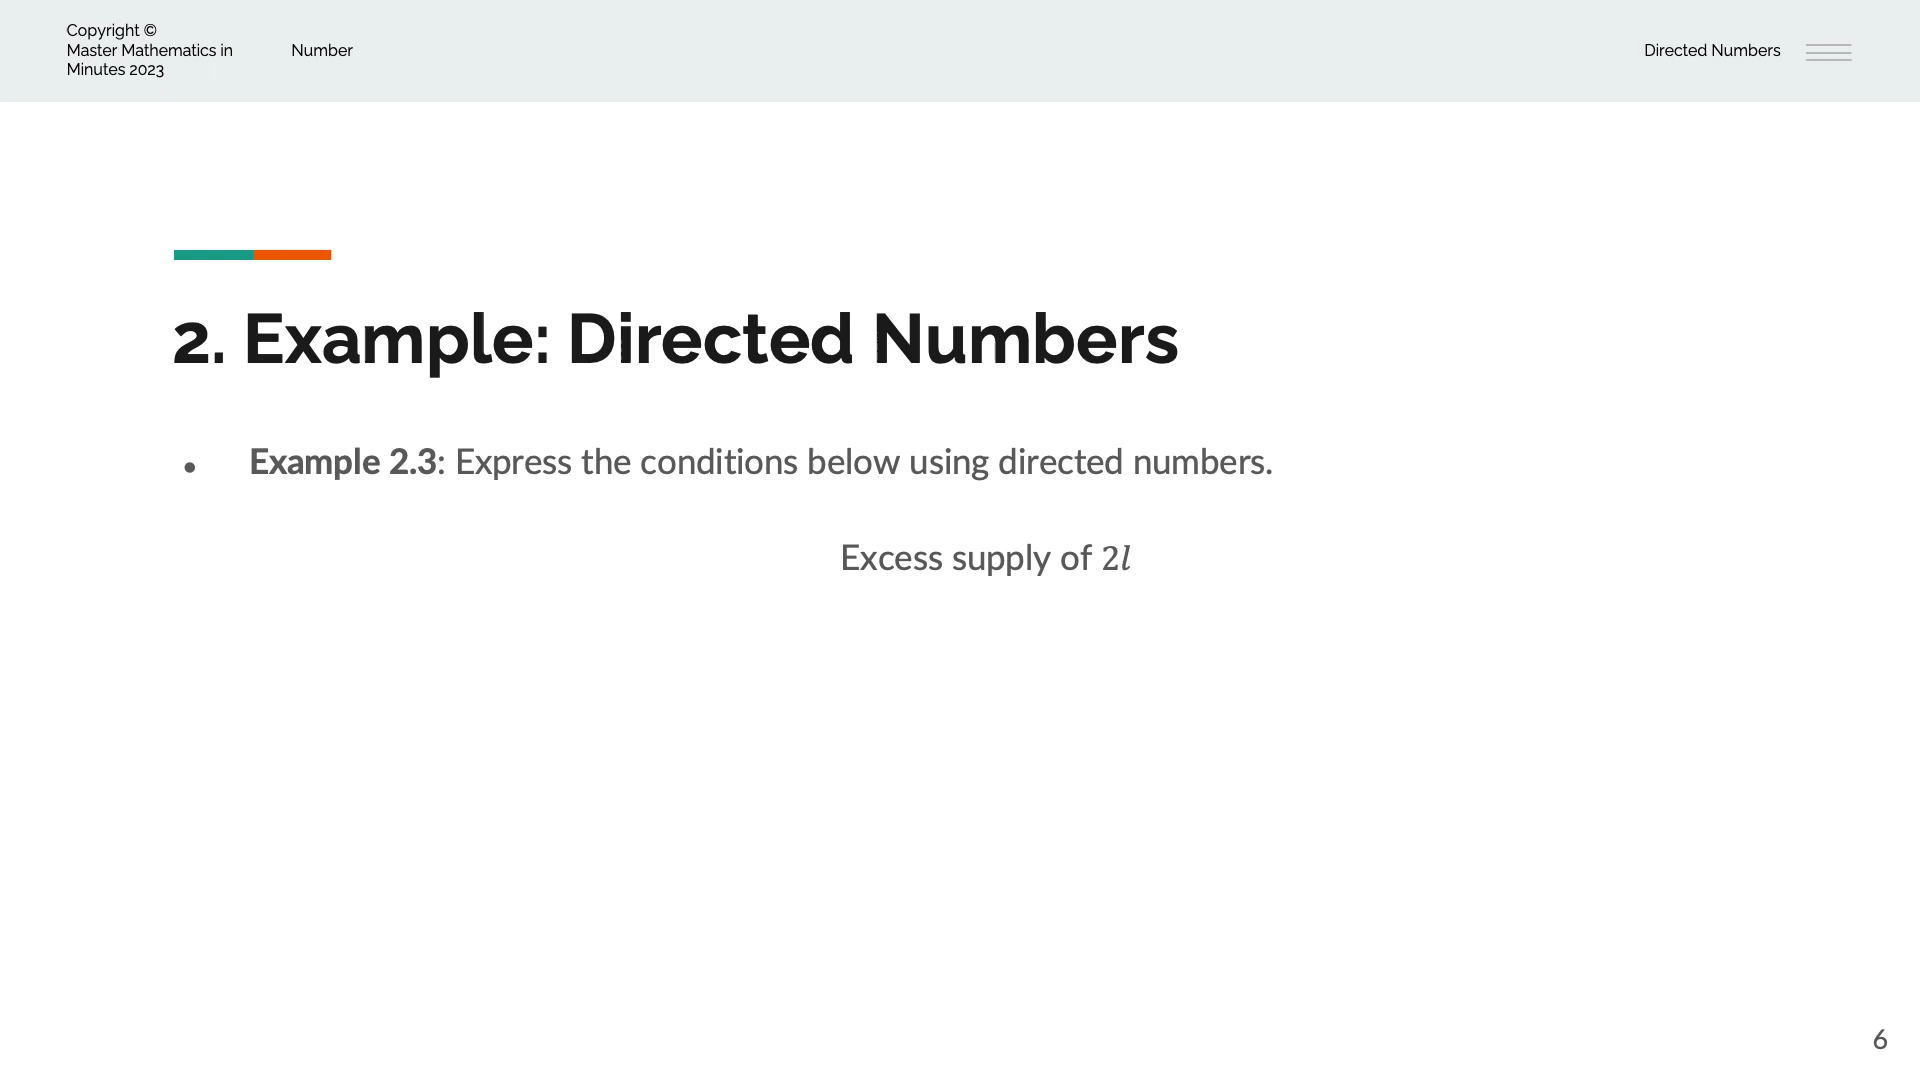 Copyright ©
Master Mathematics in
Minutes 2023
Number
Directed Numbers
2. Example: Directed Numbers
● Example 2.3: Express the conditions below using directed numbers.
Excess supply of 2l
6